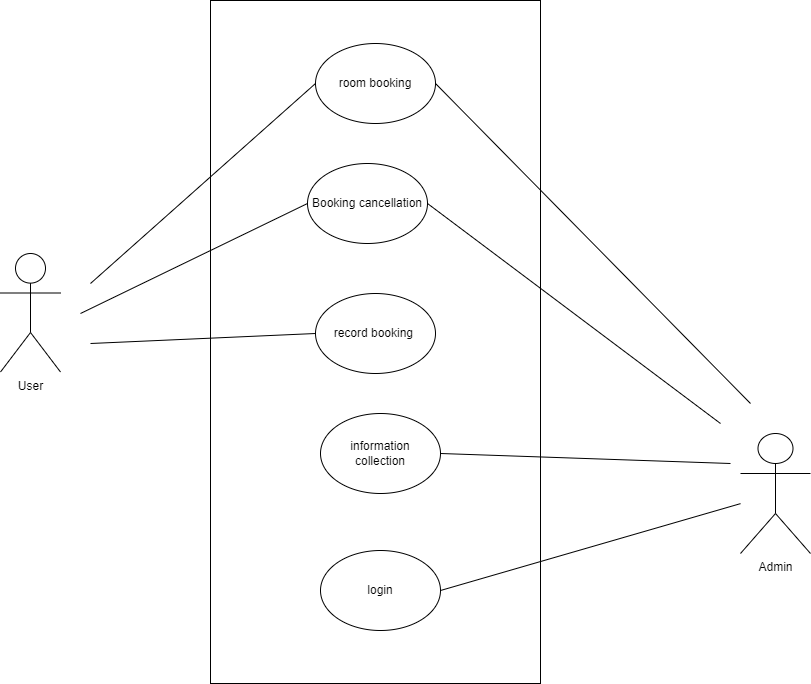 room booking
Booking cancellation
record booking
User
information
collection
Admin
login